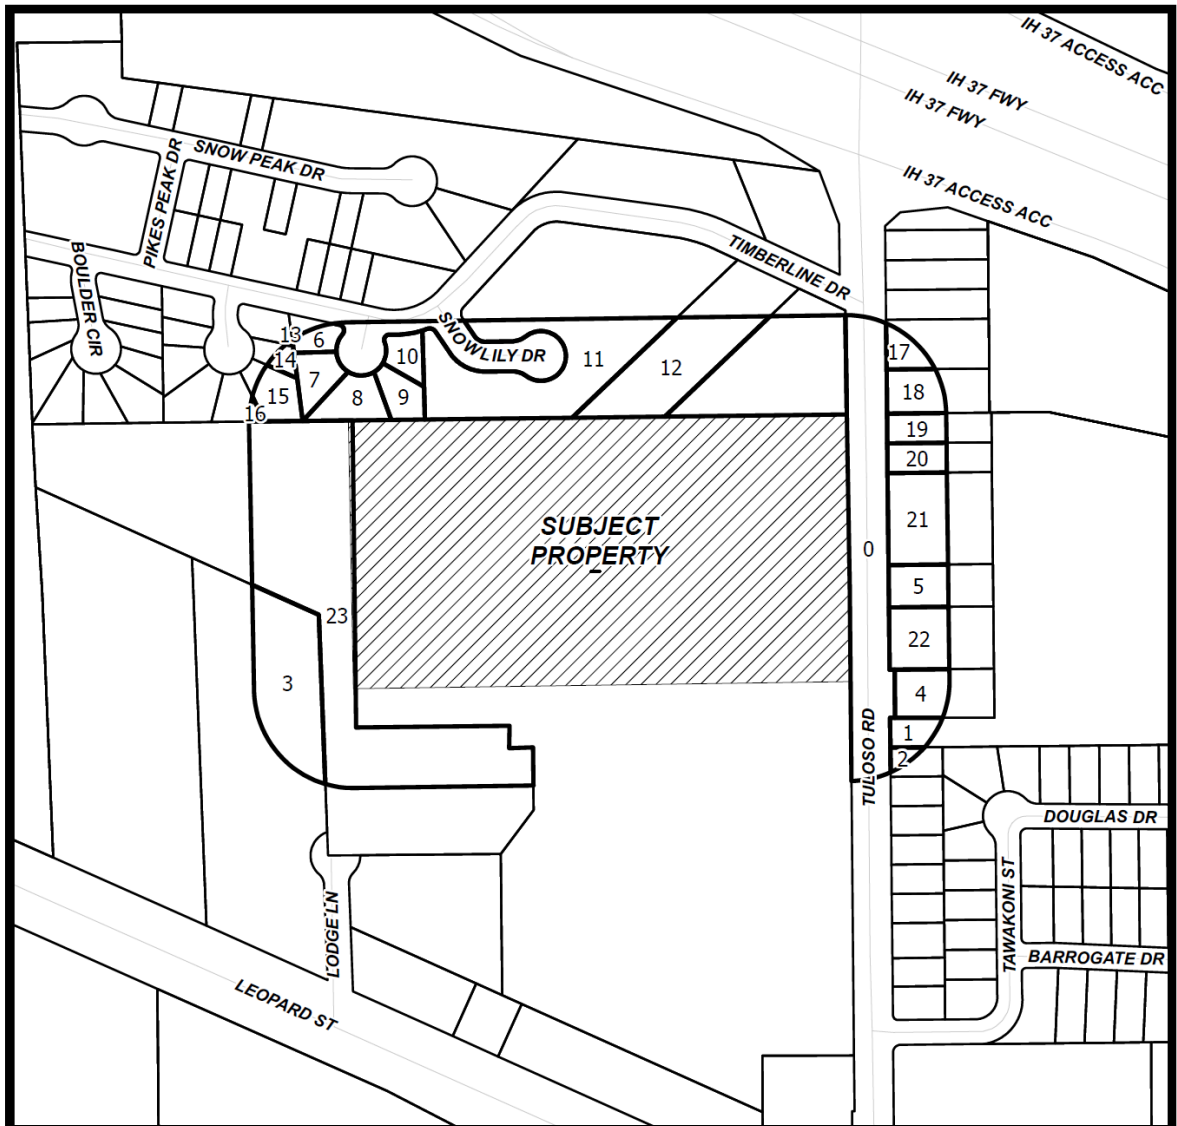 IH 37 ACCESS ACC
IH 37 FWY
IH 37 FWY
IH 37 ACCESS ACC
SNOW PEAK DR
PIKES PEAK DR
BOULDER CIR
TIMBERLINE DR
SNOWLILY DR
13
6
14
7
15
16
8
9
10
11
12
17
18
19
20
21
SUBJECT
PROPERTY
0
5
22
23
3
4
1
2
TULOSO RD
DOUGLAS DR
TAWAKONI ST
BARROGATE DR
LODGE LN
LEOPARD ST